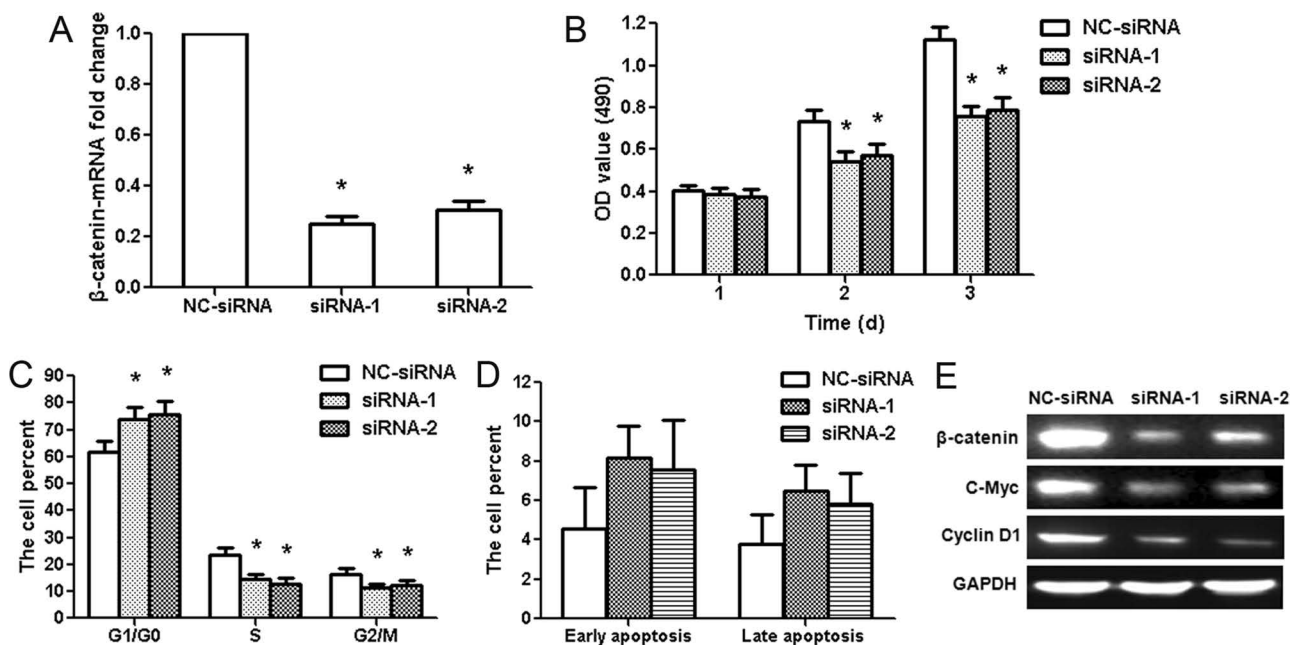 A
β-catenin-mRNA fold change
1.0
0.8
0.6
0.4
0.2
0.0
*
*
NC-siRNA siRNA-1 siRNA-2
B
OD value (490)
1.2
1.0
0.8
0.6
0.4
0.2
0.0
* *
* *
1 2 3
Time (d)
NC-siRNA
siRNA-1
siRNA-2
C
The cell percent
90
80
70
60
50
40
30
20
10
0
* *
* *
* *
G1/G0 S G2/M
NC-siRNA
siRNA-1
siRNA-2
D
The cell percent
12
10
8
6
4
2
0
Early apoptosis Late apoptosis
NC-siRNA
siRNA-1
siRNA-2
E
NC-siRNA siRNA-1 siRNA-2
β-catenin
C-Myc
Cyclin D1
GAPDH